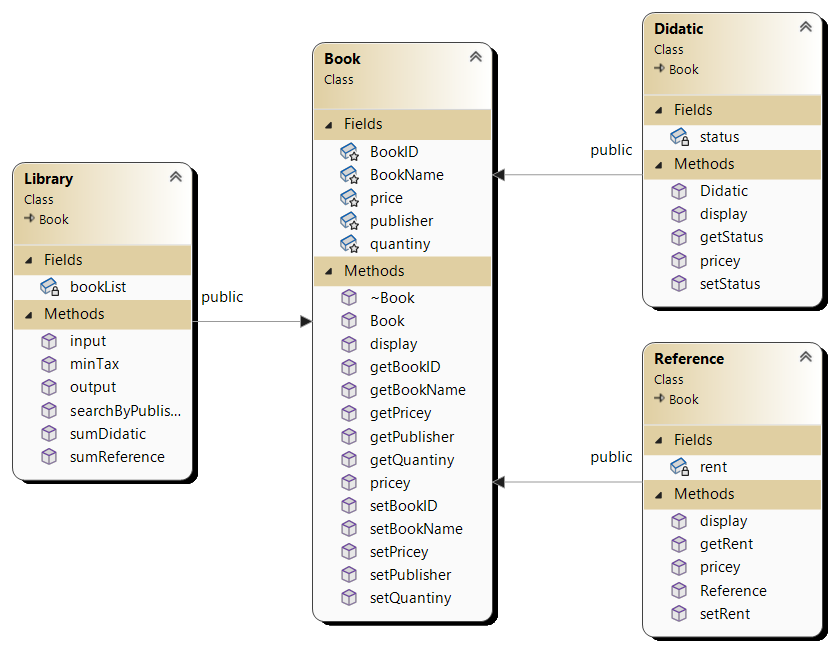 Library
Class
Book
Fields
bookList
Methods
input
minTax
output
searchByPublis...
sumDidatic
sumReference
public
Book
Class
Fields
BookID
BookName
price
publisher
quantiny
Methods
~Book
Book
display
getBookID
getBookName
getPricey
getPublisher
getQuantiny
pricey
setBookID
setBookName
setPricey
setPublisher
setQuantiny
public
Didatic
Class
Book
Fields
status
Methods
Didatic
display
getStatus
pricey
setStatus
public
Reference
Class
Book
Fields
rent
Methods
display
getRent
pricey
Reference
setRent